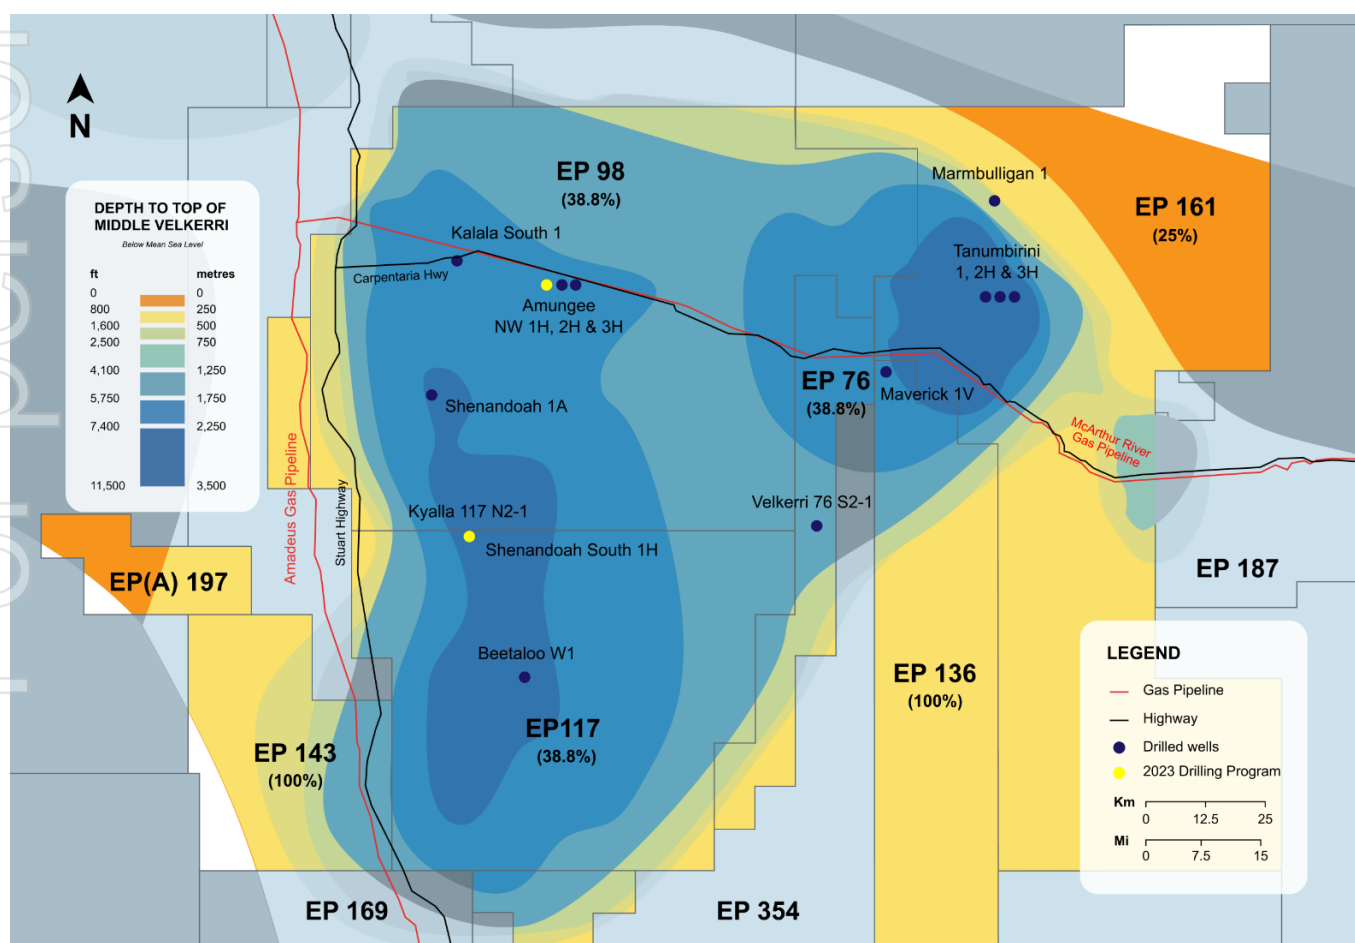 N
DEPTH TO TOP OF
MIDDLE VELKERRI
Below Mean Sea Level
ft metres
0 0
800 250
1,600 500
2,500 750
4,100 1,250
5,750 1,750
7,400 2,250
11,500 3,500
EP 98
(38.8%)
Marmbulligan 1
EP 161
(25%)
Kalala South 1
Carpentaria Hwy
Tanumbirini
1, 2H & 3H
Amungee
NW 1H, 2H & 3H
EP 76
(38.8%)
Maverick 1V
Shenandoah 1A
McArthur River
Gas Pipeline
Amadeus Gas Pipeline
Stuart Highway
Kyalla 117 N2-1
Velkerri 76 S2-1
Shenandoah South 1H
EP(A) 197
EP 187
Beetaloo W1
EP117
(38.8%)
EP 136
(100%)
EP 143
(100%)
EP 169
EP 354
LEGEND
Gas Pipeline
Highway
Drilled wells
2023 Drilling Program
Km
0 12.5 25
Mi
0 7.5 15